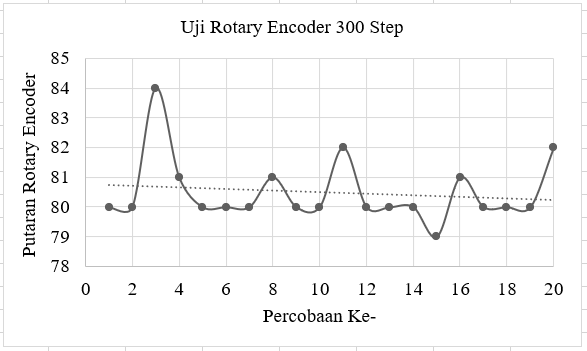 Uji Rotary Encoder 300 Step
Putaran Rotary Encoder
85
84
83
82
81
80
79
78
0 2 4 6 8 10 12 14 16 18 20
Percobaan Ke-